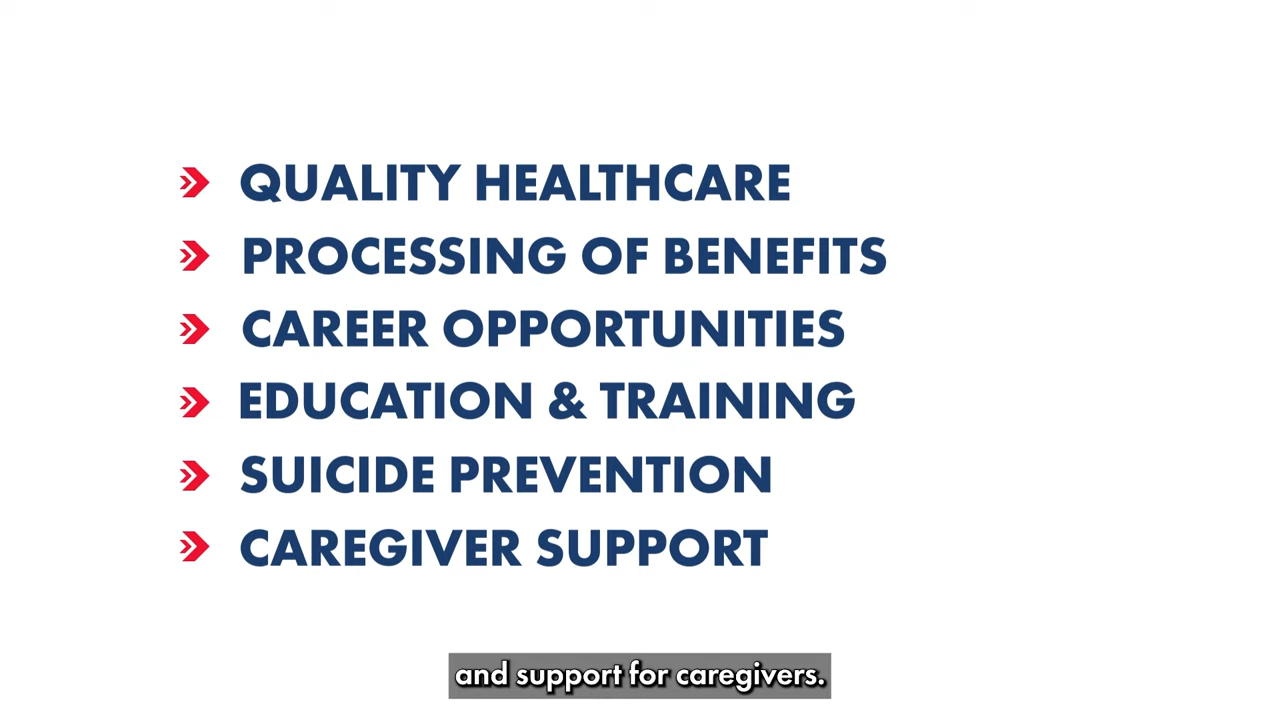 QUALITY HEALTHCARE
PROCESSING OF BENEFITS
CAREER OPPORTUNITIES
EDUCATION & TRAINING
SUICIDE PREVENTION
CAREGIVER SUPPORT
and support for caregivers.